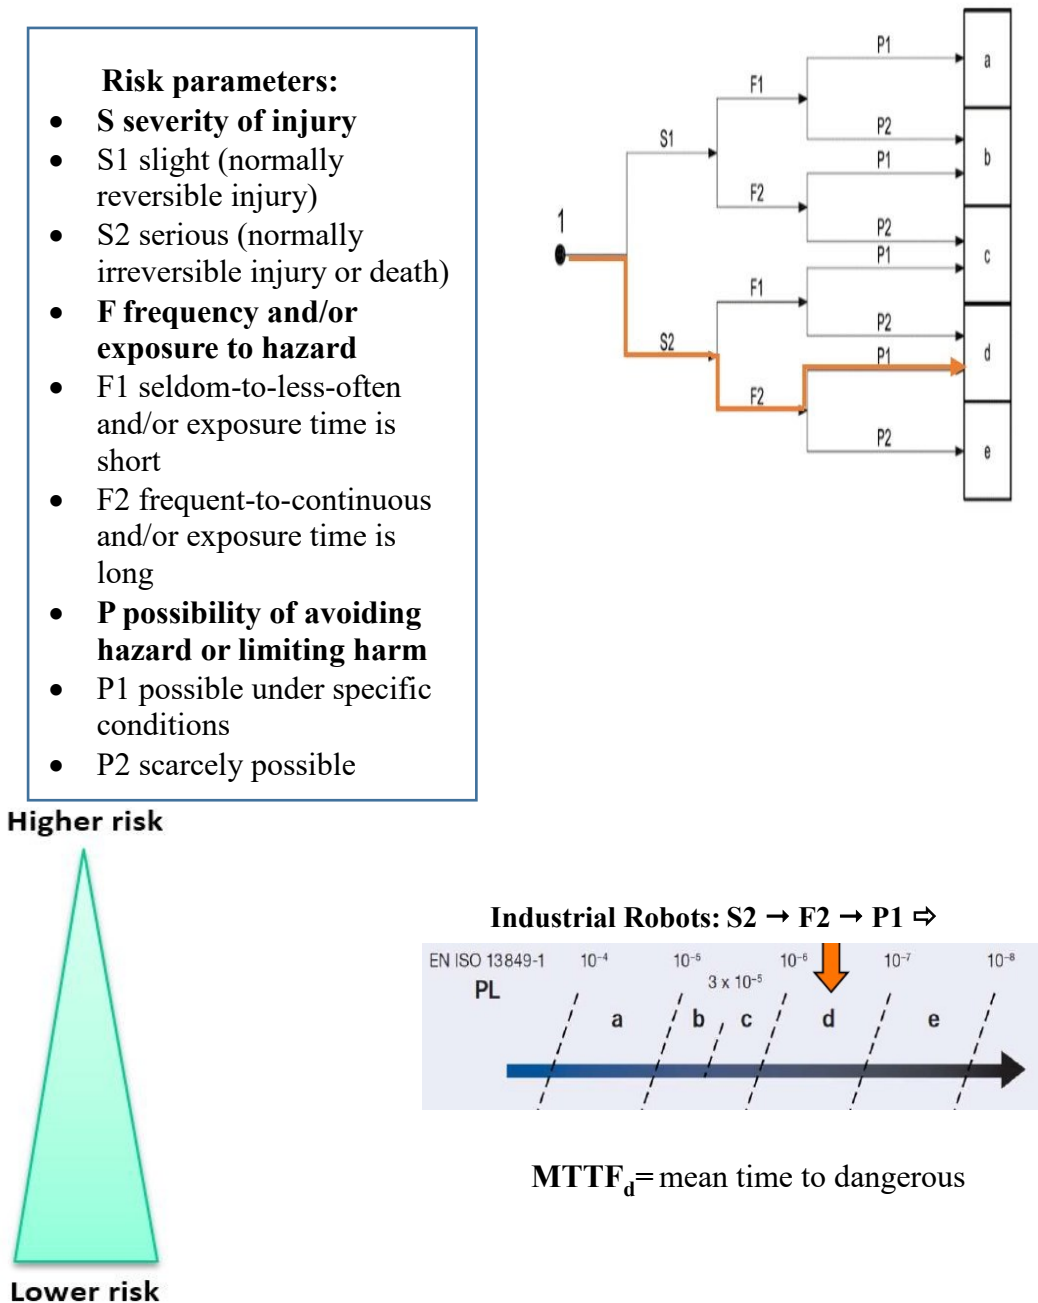 Risk parameters:
• S severity of injury
• S1 slight (normally
reversible injury)
• S2 serious (normally
irreversible injury or death)
• F frequency and/or
exposure to hazard
• F1 seldom-to-less-often
and/or exposure time is
short
• F2 frequent-to-continuous
and/or exposure time is
long
• P possibility of avoiding
hazard or limiting harm
• P1 possible under specific
conditions
• P2 scarcely possible
1
S1
S2
F1
F2
F1
F2
P1
P2
P1
P2
P1
P2
P1
P2
a
b
c
d
e
Higher risk
Lower risk
Industrial Robots: S2 → F2 → P1 ⇨
EN ISO 13849-1 10⁻⁴ 10⁻⁵ 10⁻⁶ 10⁻⁷ 10⁻⁸
PL 3 x 10⁻⁵
a b c d e
MTTFd= mean time to dangerous